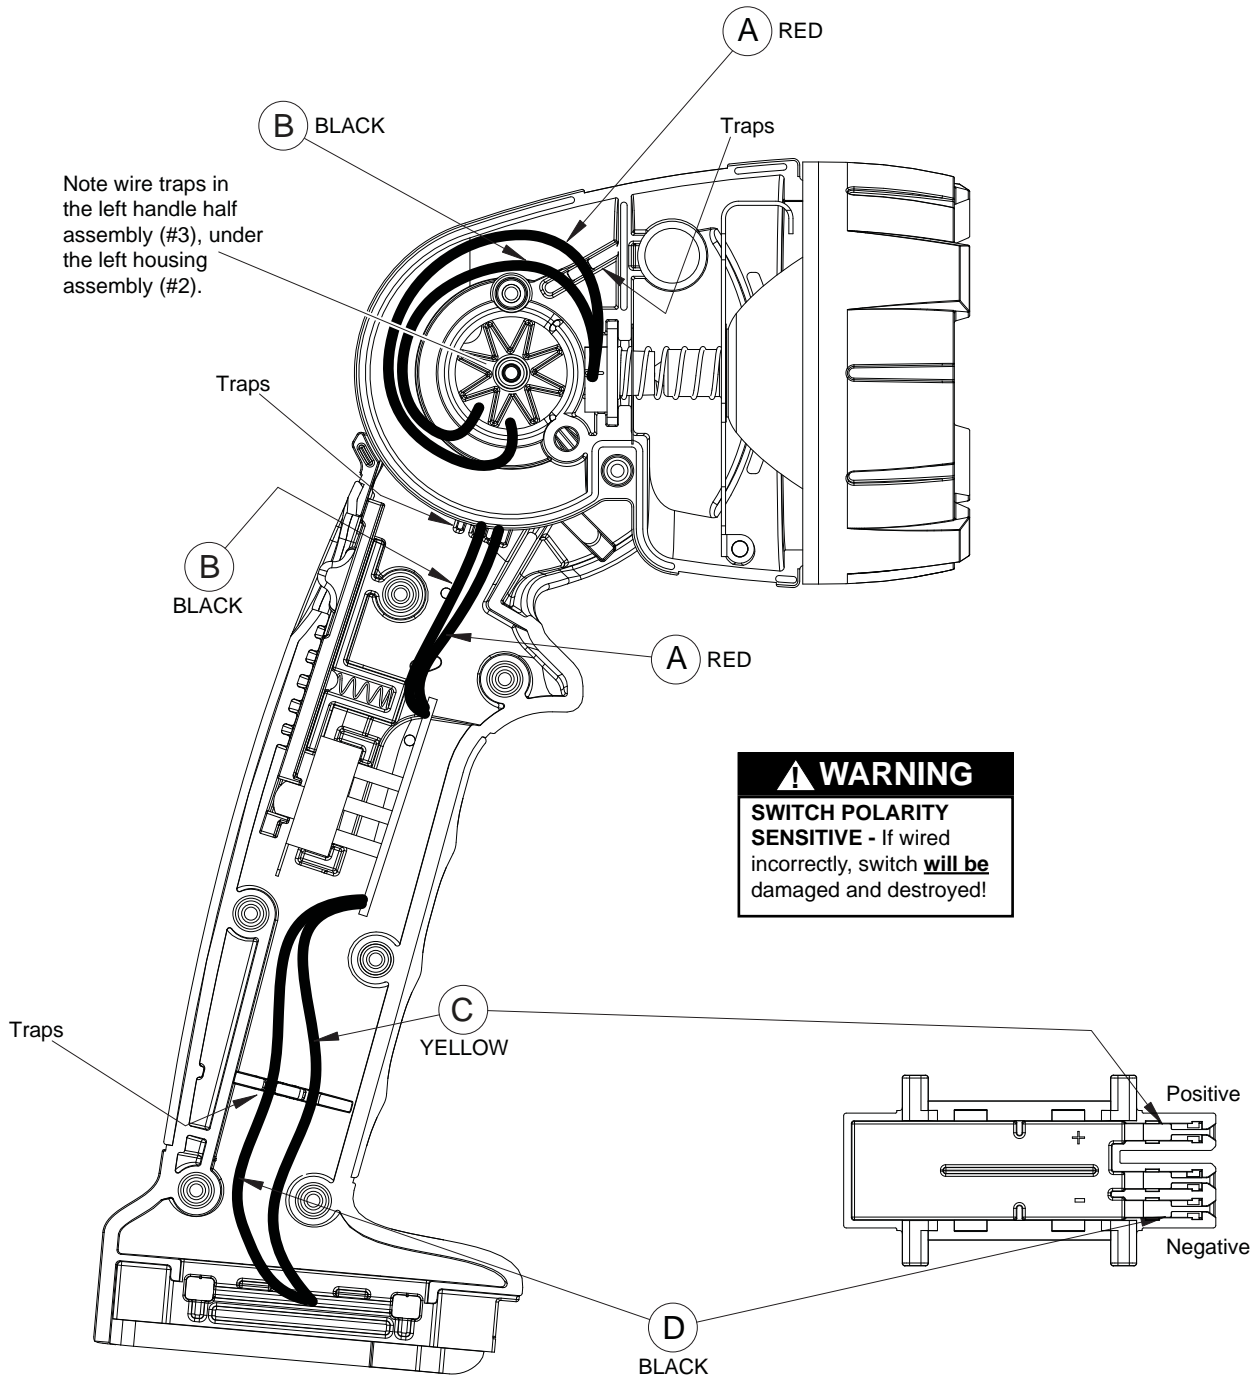 A RED
B BLACK
Traps
Note wire traps in
the left handle half
assembly (#3), under
the left housing
assembly (#2).
Traps
B
BLACK
A RED
WARNING
SWITCH POLARITY
SENSITIVE - If wired
incorrectly, switch will be
damaged and destroyed!
C
YELLOW
Traps
Positive
+
-
Negative
D
BLACK